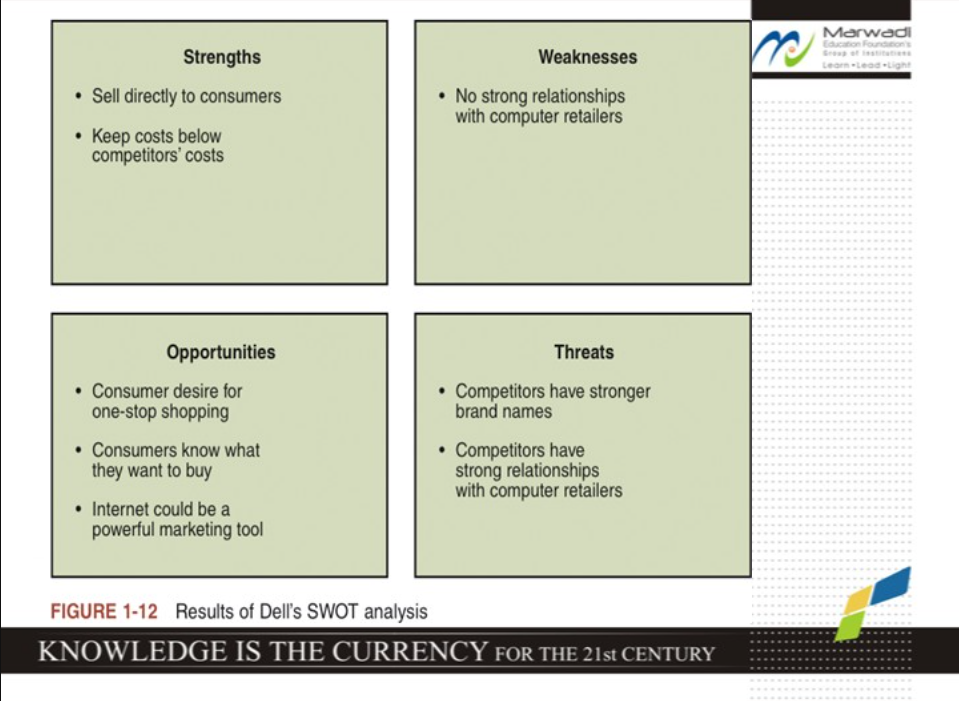 Strengths
• Sell directly to consumers
• Keep costs below
competitors' costs
Weaknesses
• No strong relationships
with computer retailers
Marwadi
Education Foundation's
Group of Institutions
Learn •Lead •Light
Opportunities
• Consumer desire for
one-stop shopping
• Consumers know what
they want to buy
• Internet could be a
powerful marketing tool
Threats
• Competitors have stronger
brand names
• Competitors have
strong relationships
with computer retailers
FIGURE 1-12 Results of Dell's SWOT analysis
KNOWLEDGE IS THE CURRENCY FOR THE 21st CENTURY